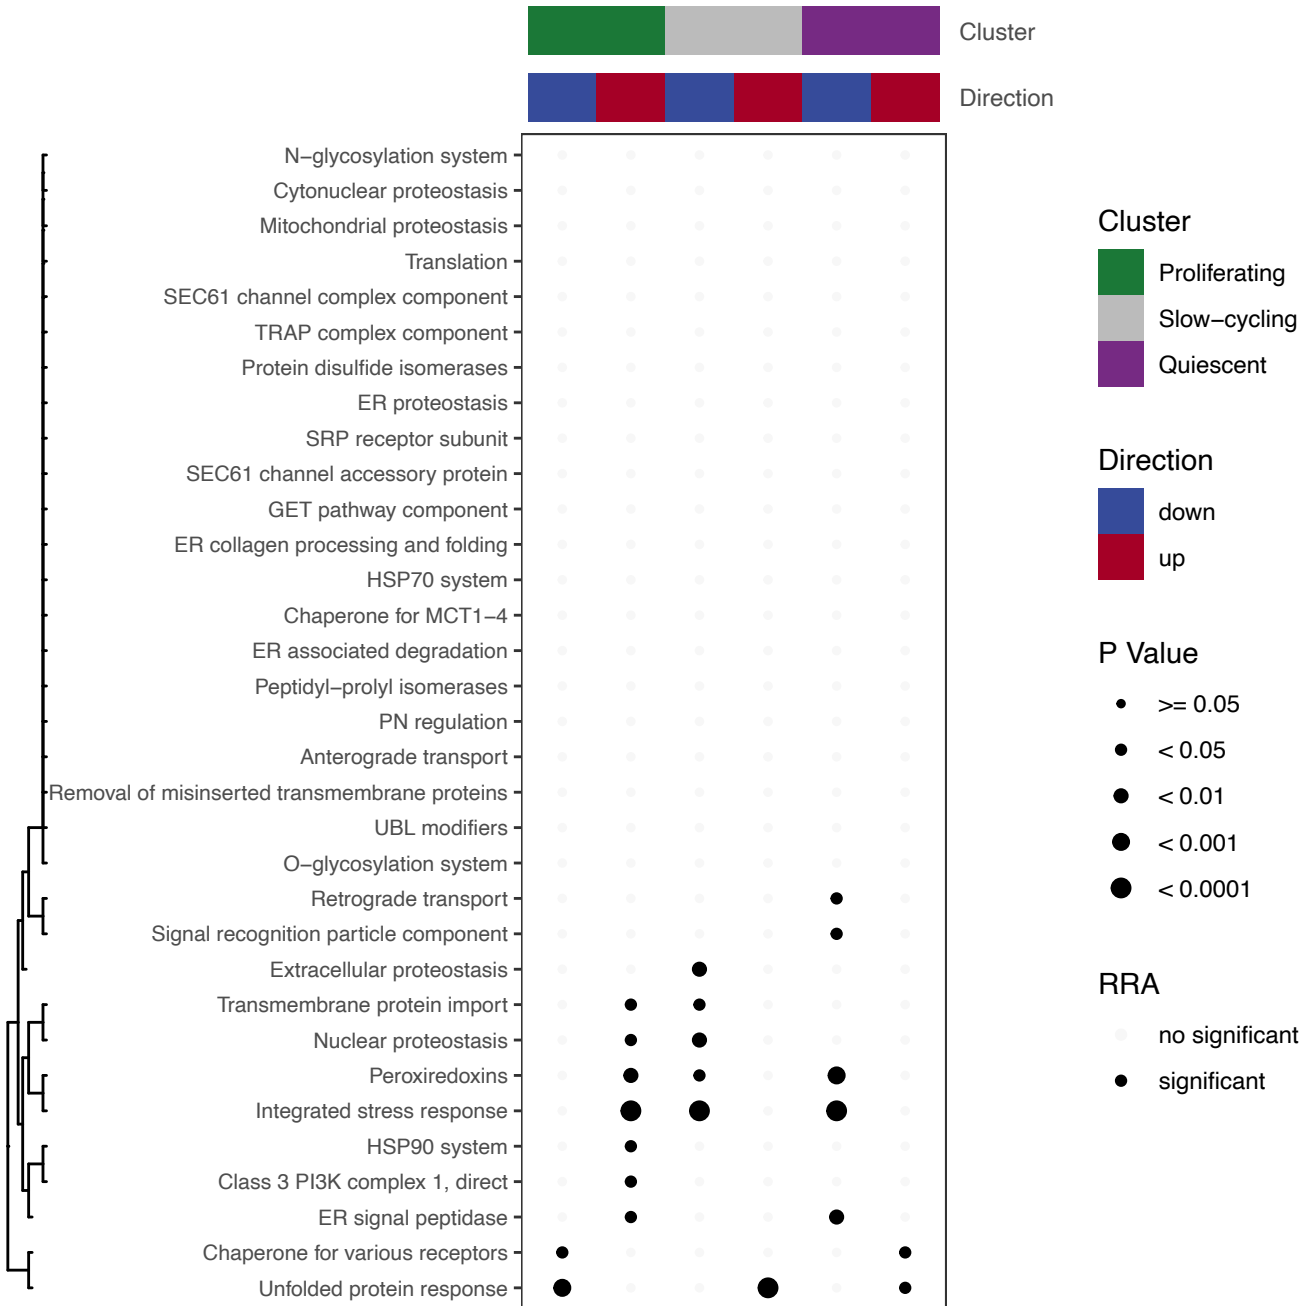 Cluster
Direction
N−glycosylation system
Cytonuclear proteostasis
Mitochondrial proteostasis
Translation
SEC61 channel complex component
TRAP complex component
Protein disulfide isomerases
ER proteostasis
SRP receptor subunit
SEC61 channel accessory protein
GET pathway component
ER collagen processing and folding
HSP70 system
Chaperone for MCT1−4
ER associated degradation
Peptidyl−prolyl isomerases
PN regulation
Anterograde transport
Removal of misinserted transmembrane proteins
UBL modifiers
O−glycosylation system
Retrograde transport
Signal recognition particle component
Extracellular proteostasis
Transmembrane protein import
Nuclear proteostasis
Peroxiredoxins
Integrated stress response
HSP90 system
Class 3 PI3K complex 1, direct
ER signal peptidase
Chaperone for various receptors
Unfolded protein response
Cluster
Proliferating
Slow−cycling
Quiescent
Direction
down
up
P Value
>= 0.05
< 0.05
< 0.01
< 0.001
< 0.0001
RRA
no significant
significant